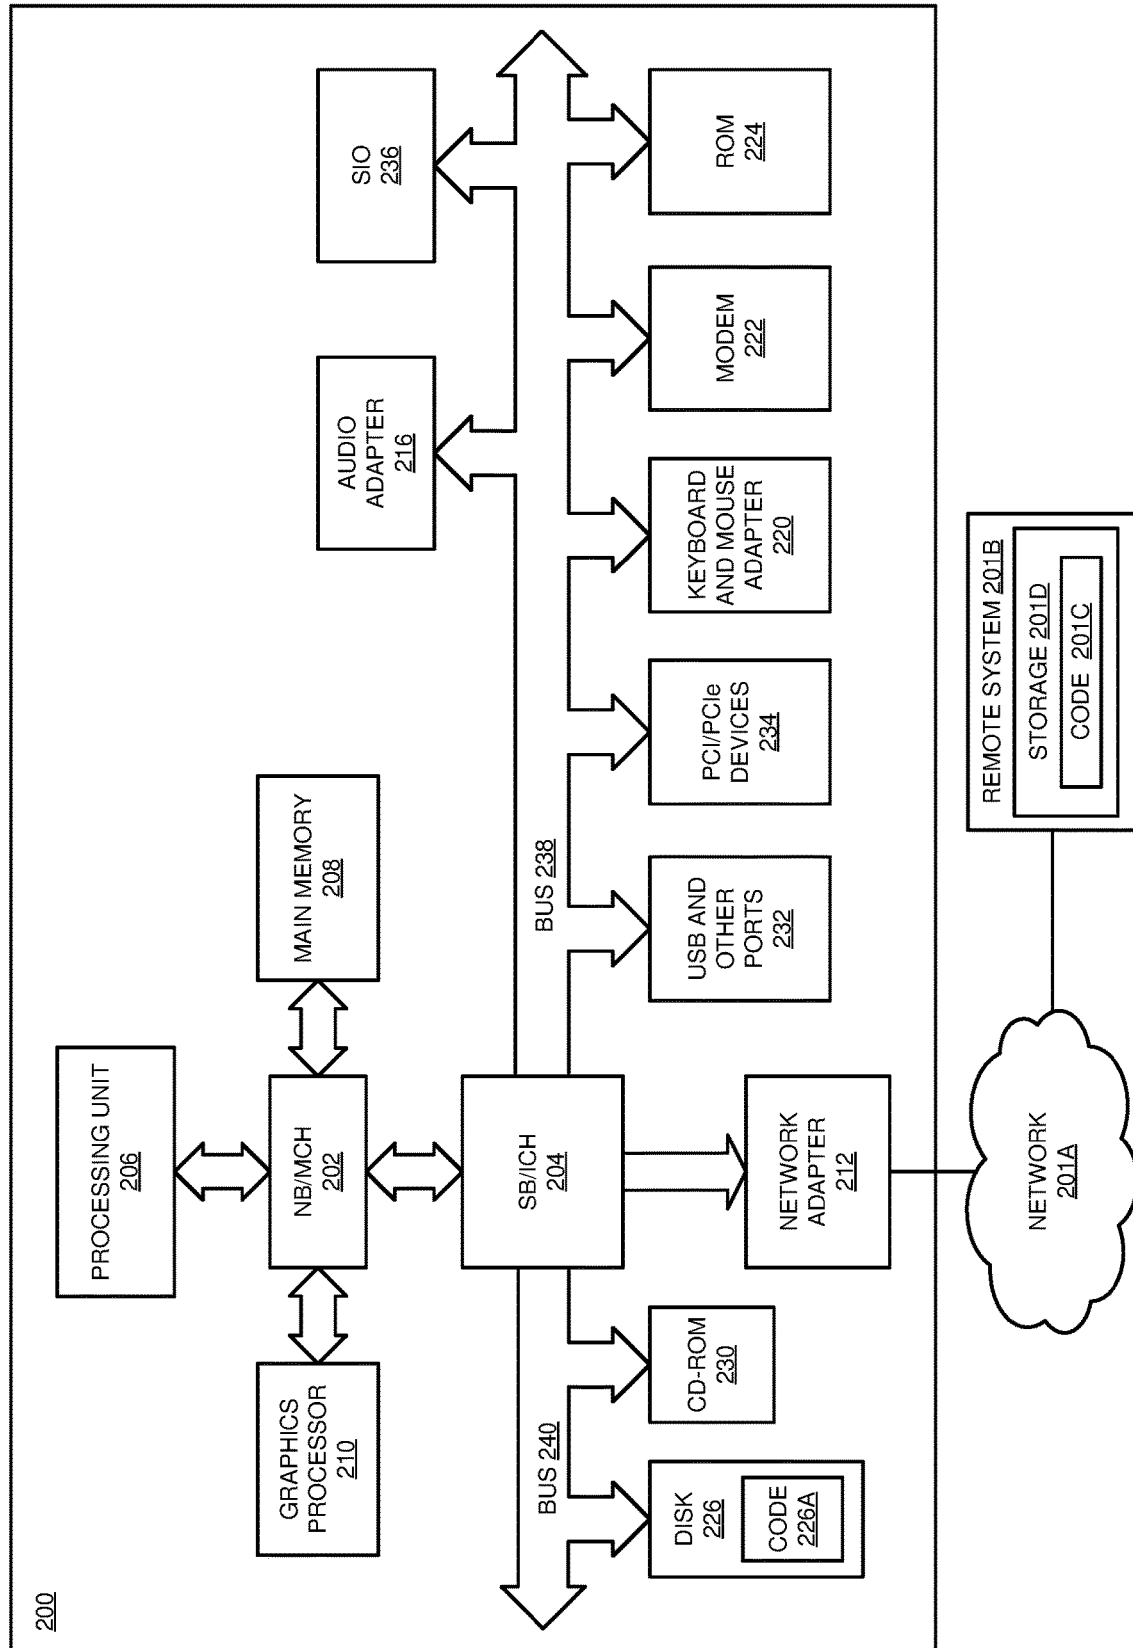 200
PROCESSING UNIT
206
GRAPHICS
PROCESSOR
210
NB/MCH
202
MAIN MEMORY
208
AUDIO
ADAPTER
216
SIO
236
SB/ICH
204
BUS 240
BUS 238
DISK
226
CODE
226A
CD-ROM
230
NETWORK
ADAPTER
212
USB AND
OTHER
PORTS
232
PCI/PCIe
DEVICES
234
KEYBOARD
AND MOUSE
ADAPTER
220
MODEM
222
ROM
224
NETWORK
201A
REMOTE SYSTEM 201B
STORAGE 201D
CODE 201C